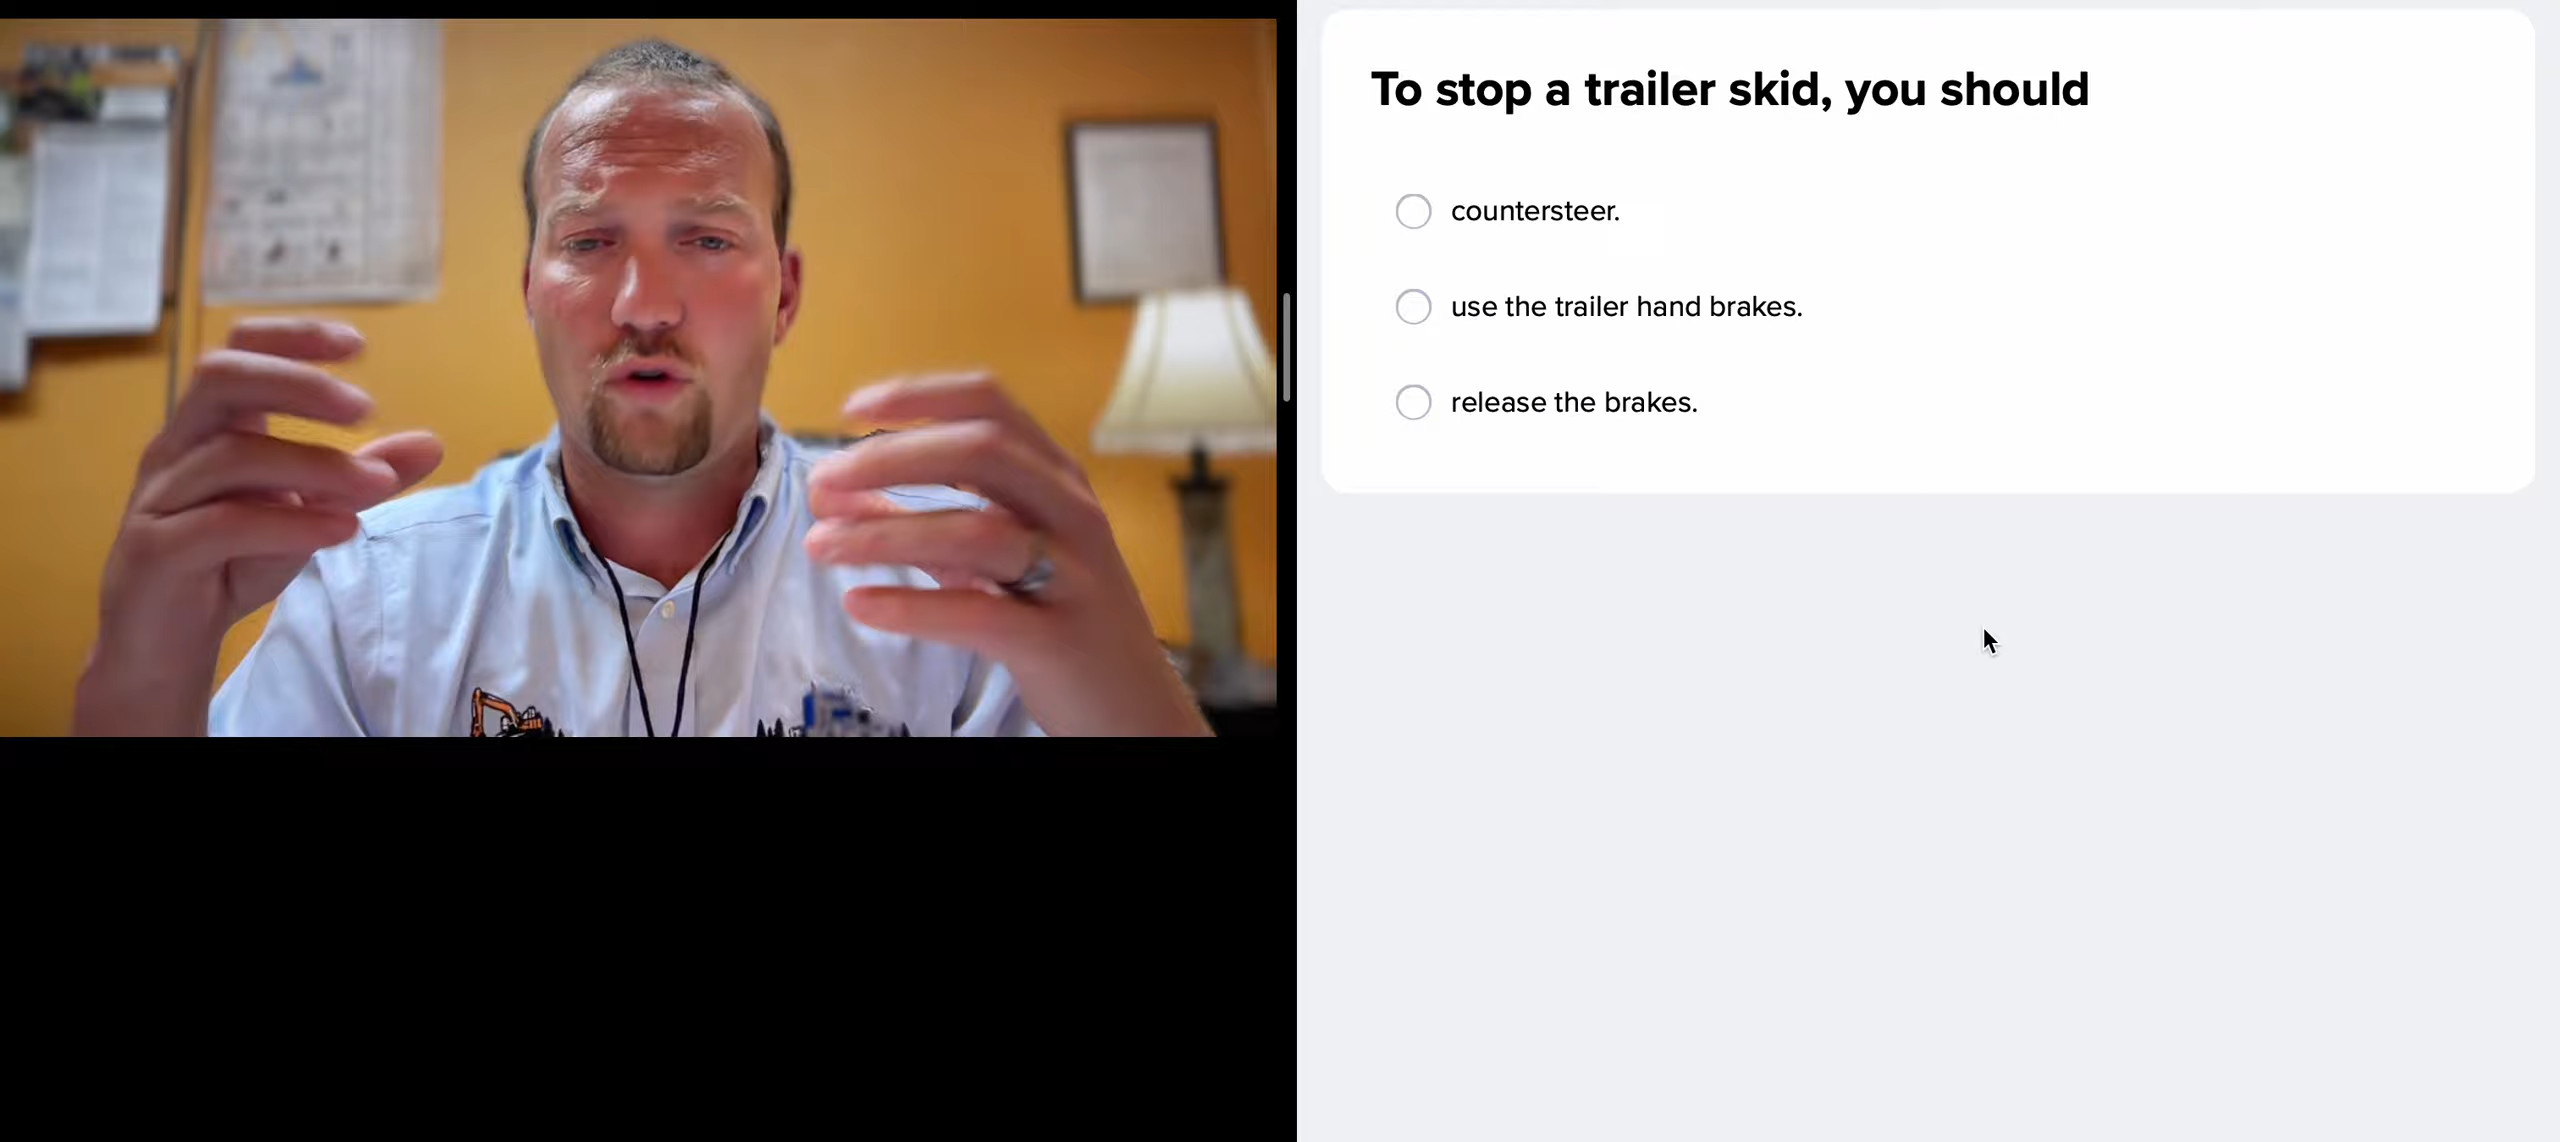 To stop a trailer skid, you should
countersteer.
use the trailer hand brakes.
release the brakes.